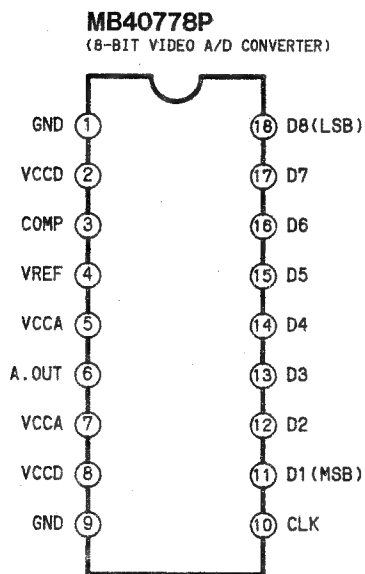 MB40778P
(8-BIT VIDEO A/D CONVERTER)
GND 1 18 D8(LSB)
VCCD 2 17 D7
COMP 3 16 D6
VREF 4 15 D5
VCCA 5 14 D4
A.OUT 6 13 D3
VCCA 7 12 D2
VCCD 8 11 D1(MSB)
GND 9 10 CLK